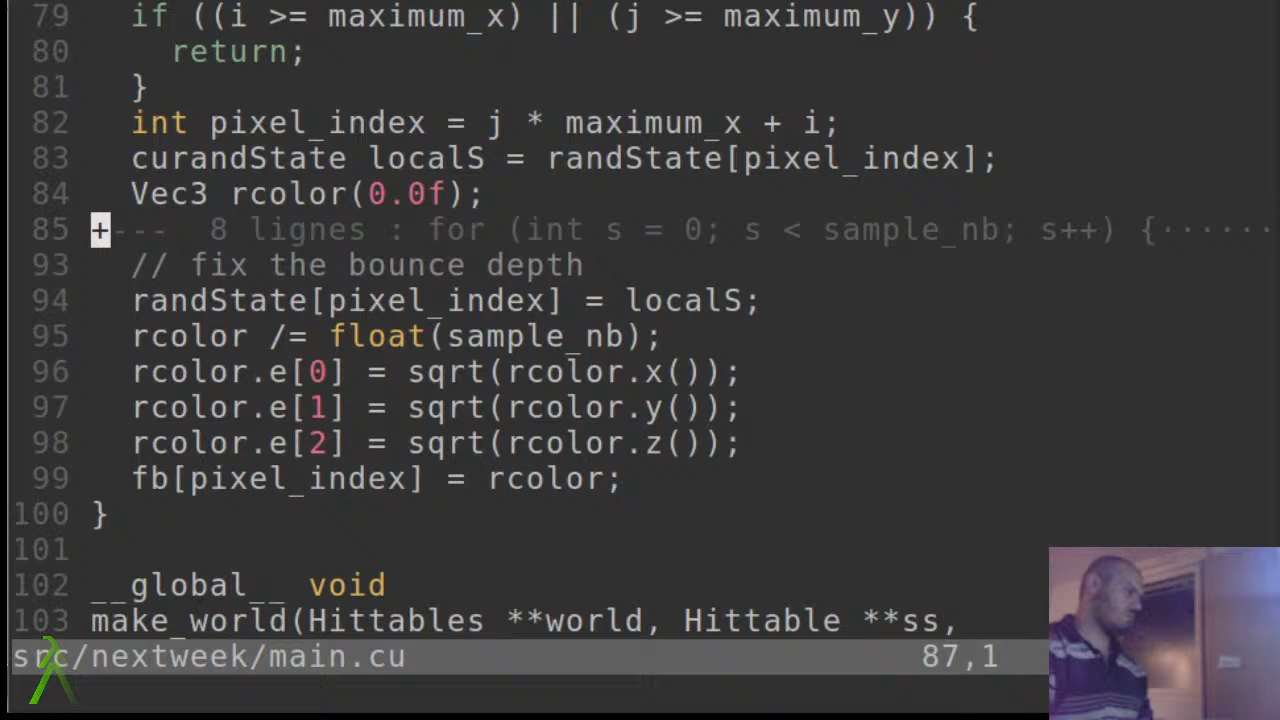 79 if ((i >= maximum_x) || (j >= maximum_y)) {
80 return;
81 }
82 int pixel_index = j * maximum_x + i;
83 curandState localS = randState[pixel_index];
84 Vec3 rcolor(0.0f);
85 +--- 8 lignes : for (int s = 0; s < sample_nb; s++) {······
93 // fix the bounce depth
94 randState[pixel_index] = localS;
95 rcolor /= float(sample_nb);
96 rcolor.e[0] = sqrt(rcolor.x());
97 rcolor.e[1] = sqrt(rcolor.y());
98 rcolor.e[2] = sqrt(rcolor.z());
99 fb[pixel_index] = rcolor;
100 }
101
102 __global__ void
103 make_world(Hittables **world, Hittable **ss,
src/nextweek/main.cu 87,1
λ